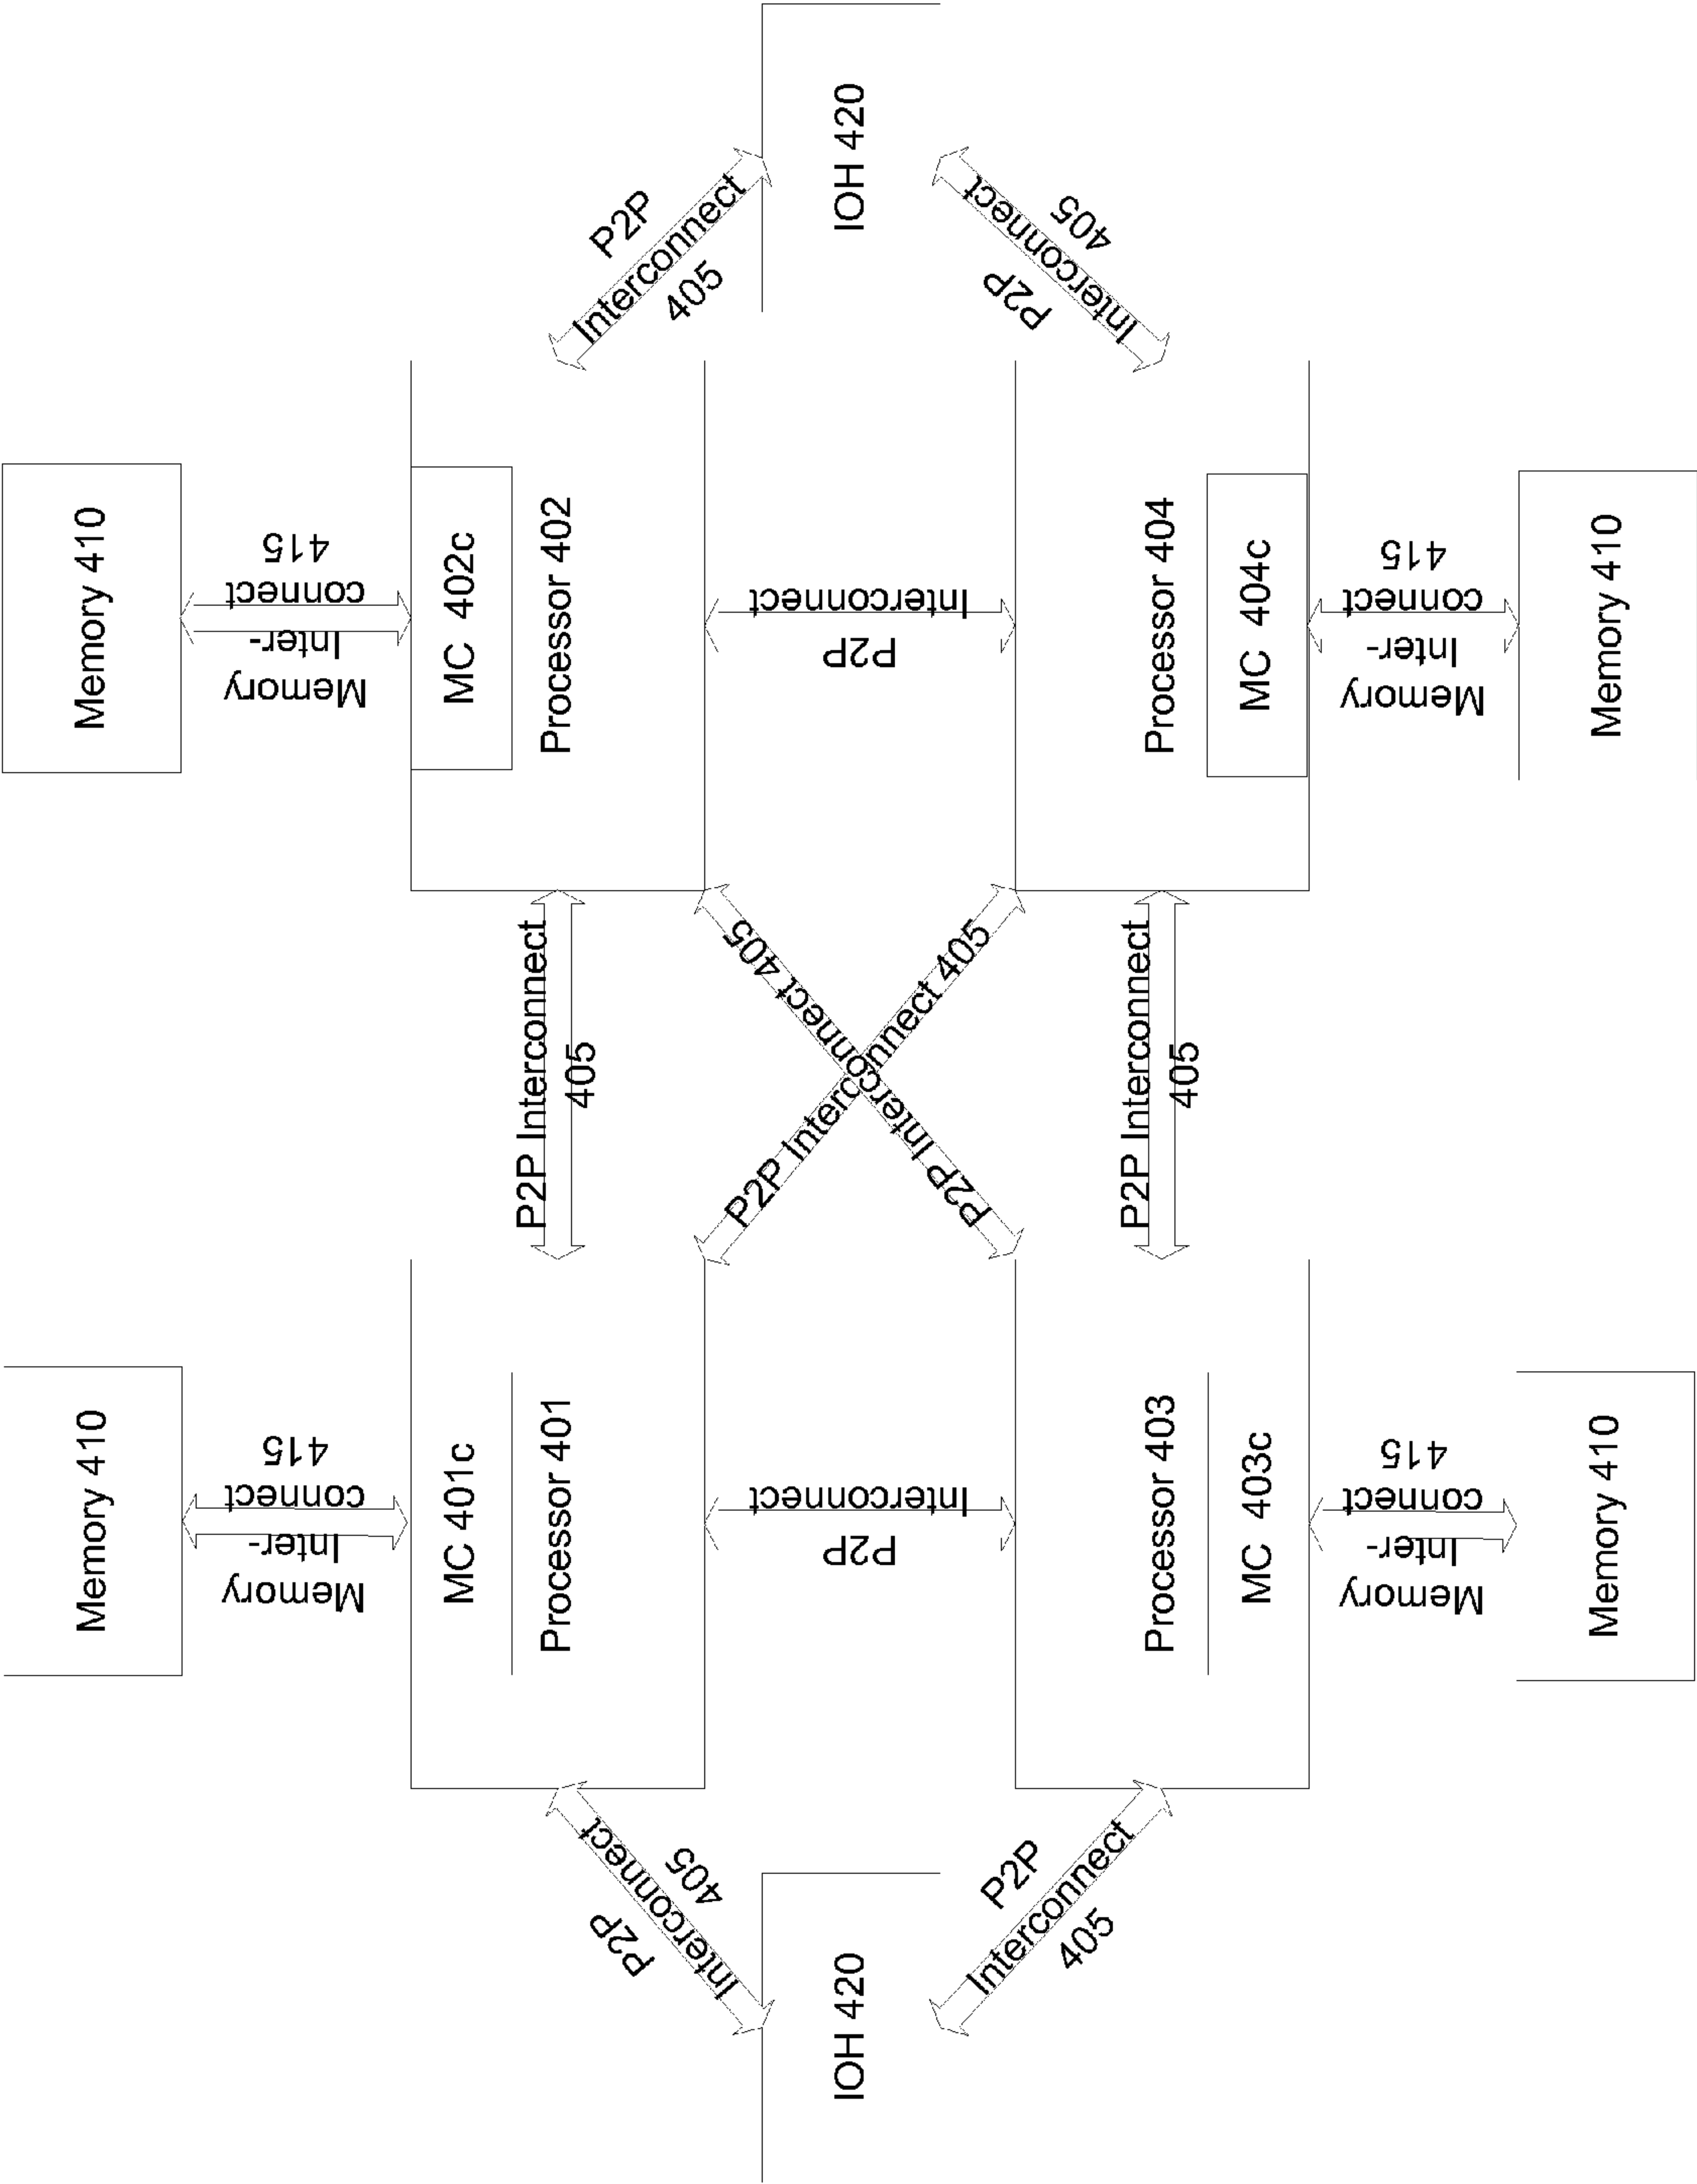 Memory 410
Memory 410
Memory
Inter-
connect
415
Memory
Inter-
connect
415
MC 401c
MC 402c
Processor 401
P2P Interconnect
405
Processor 402
P2P
Interconnect
405
P2P
Interconnect
405
IOH 420
P2P
Interconnect
P2P Interconnect 405
P2P Interconnect 405
P2P
Interconnect
IOH 420
P2P
Interconnect
405
P2P
Interconnect
405
Processor 403
P2P Interconnect
405
Processor 404
MC 403c
MC 404c
Memory
Inter-
connect
415
Memory
Inter-
connect
415
Memory 410
Memory 410